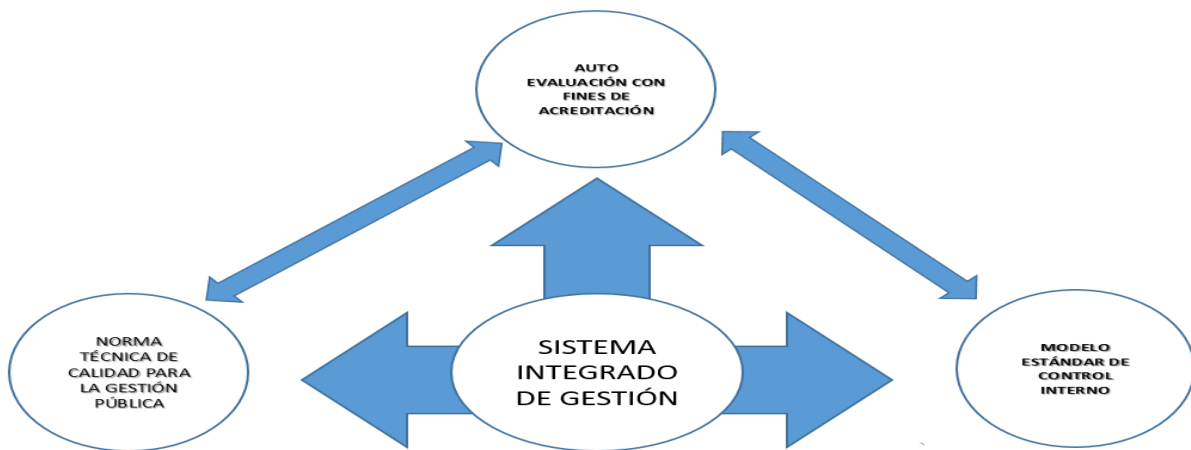 AUTO
EVALUACIÓN CON
FINES DE
ACREDITACIÓN
NORMA
TÉCNICA DE
CALIDAD PARA
LA GESTIÓN
PÚBLICA
SISTEMA
INTEGRADO
DE GESTIÓN
MODELO
ESTÁNDAR DE
CONTROL
INTERNO